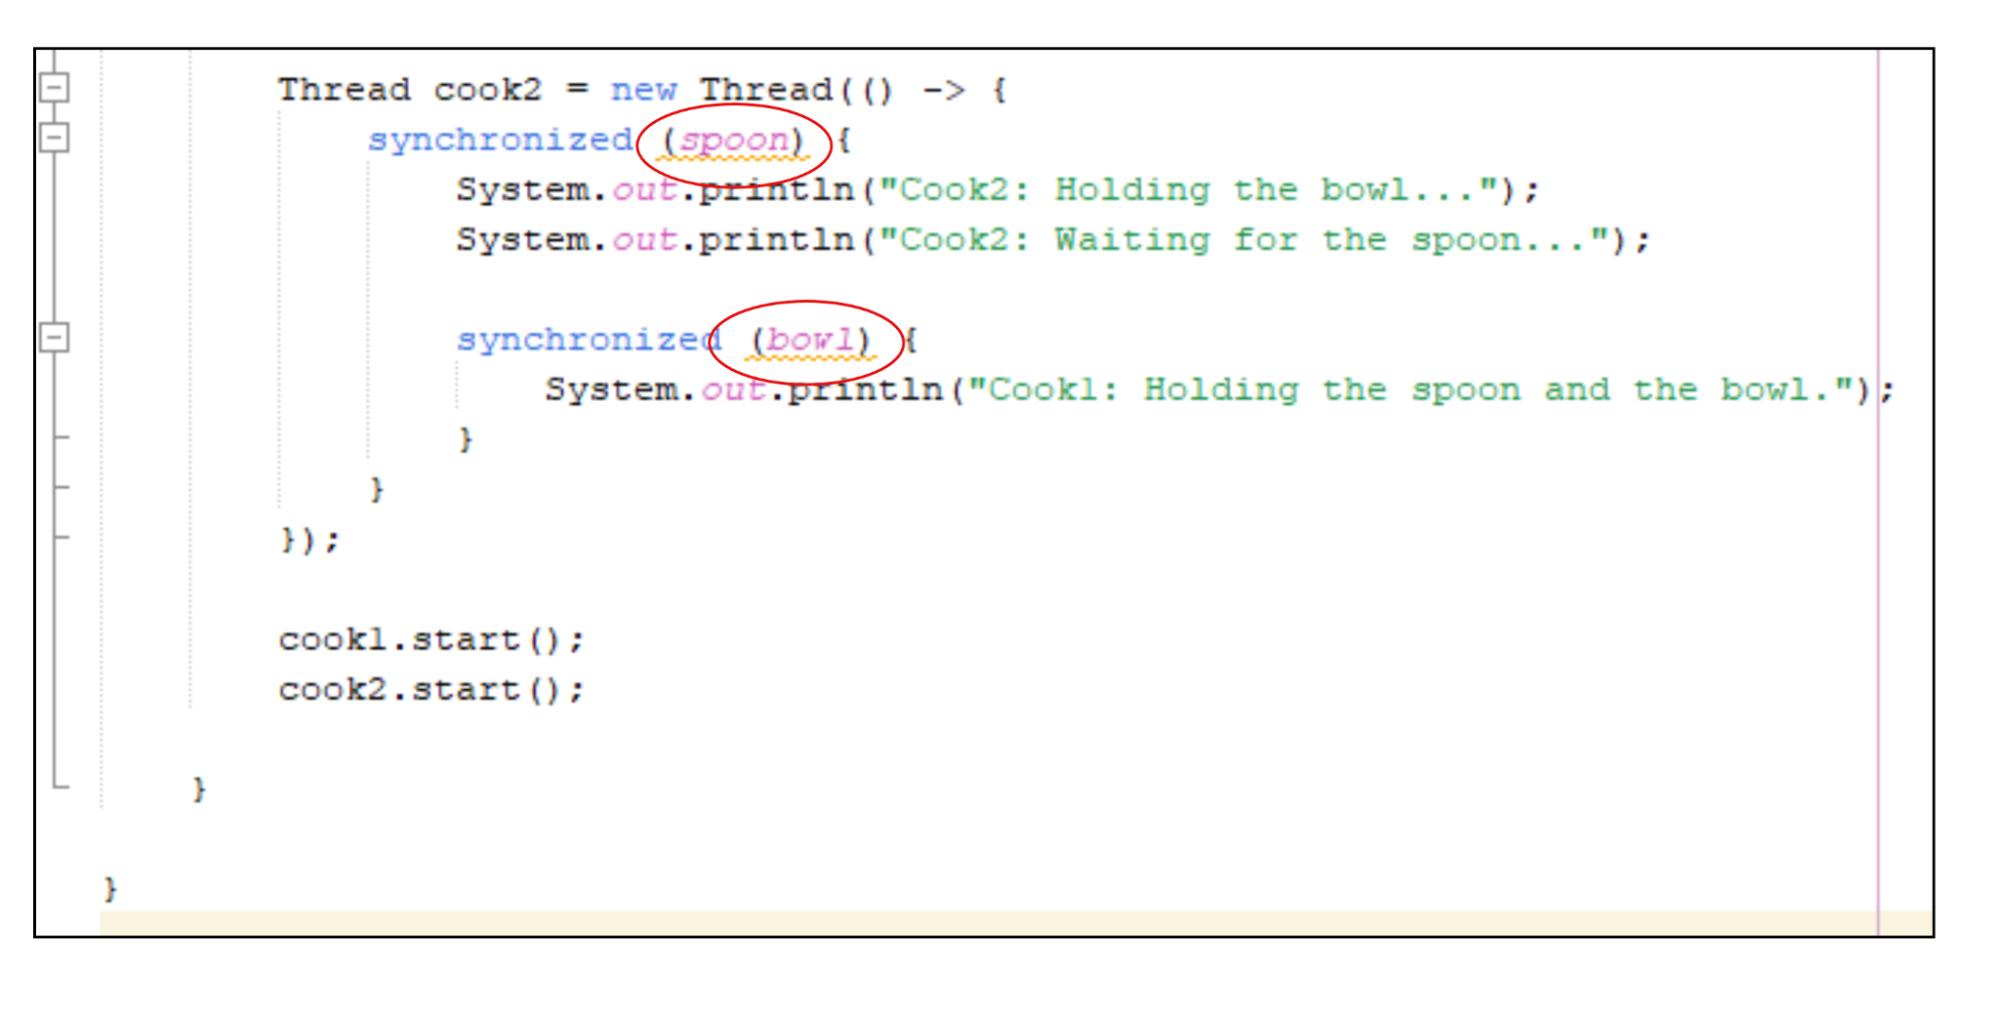 Thread cook2 = new Thread(() -> {
synchronized (spoon) {
System.out.println("Cook2: Holding the bowl...");
System.out.println("Cook2: Waiting for the spoon...");
synchronized (bowl) {
System.out.println("Cook1: Holding the spoon and the bowl.");
}
}
});
cook1.start();
cook2.start();
}
}